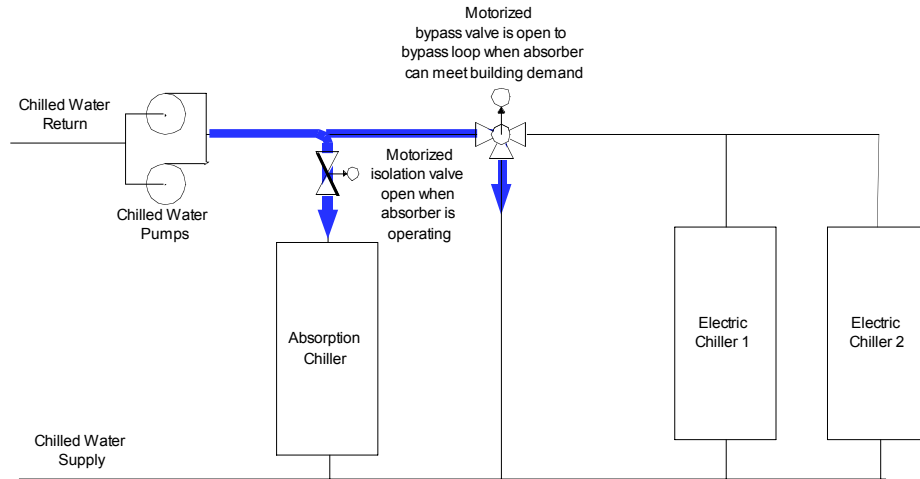 Motorized
bypass valve is open to
bypass loop when absorber
can meet building demand
Chilled Water
Return
Motorized
isolation valve
open when
absorber is
operating
Chilled Water
Pumps
Absorption
Chiller
Electric
Chiller 1
Electric
Chiller 2
Chilled Water
Supply